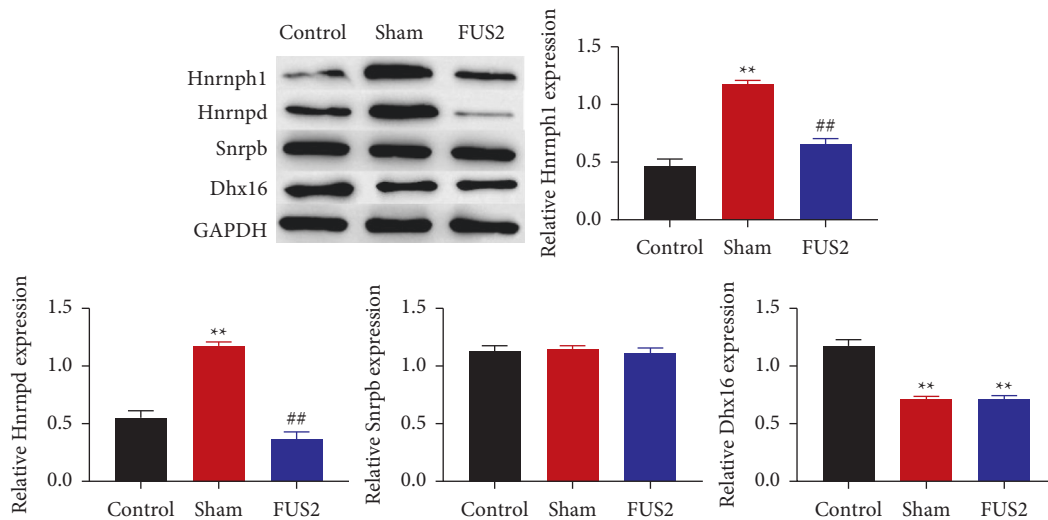 Control Sham FUS2
Hnrnph1
Hnrnpd
Snrpb
Dhx16
GAPDH
Relative Hnrnph1 expression
1.5
1.0
0.5
0.0
**
##
Control Sham FUS2
Relative Hnrnpd expression
1.5
1.0
0.5
0.0
**
##
Control Sham FUS2
Relative Snrpb expression
1.5
1.0
0.5
0.0
Control Sham FUS2
Relative Dhx16 expression
1.5
1.0
0.5
0.0
** **
Control Sham FUS2